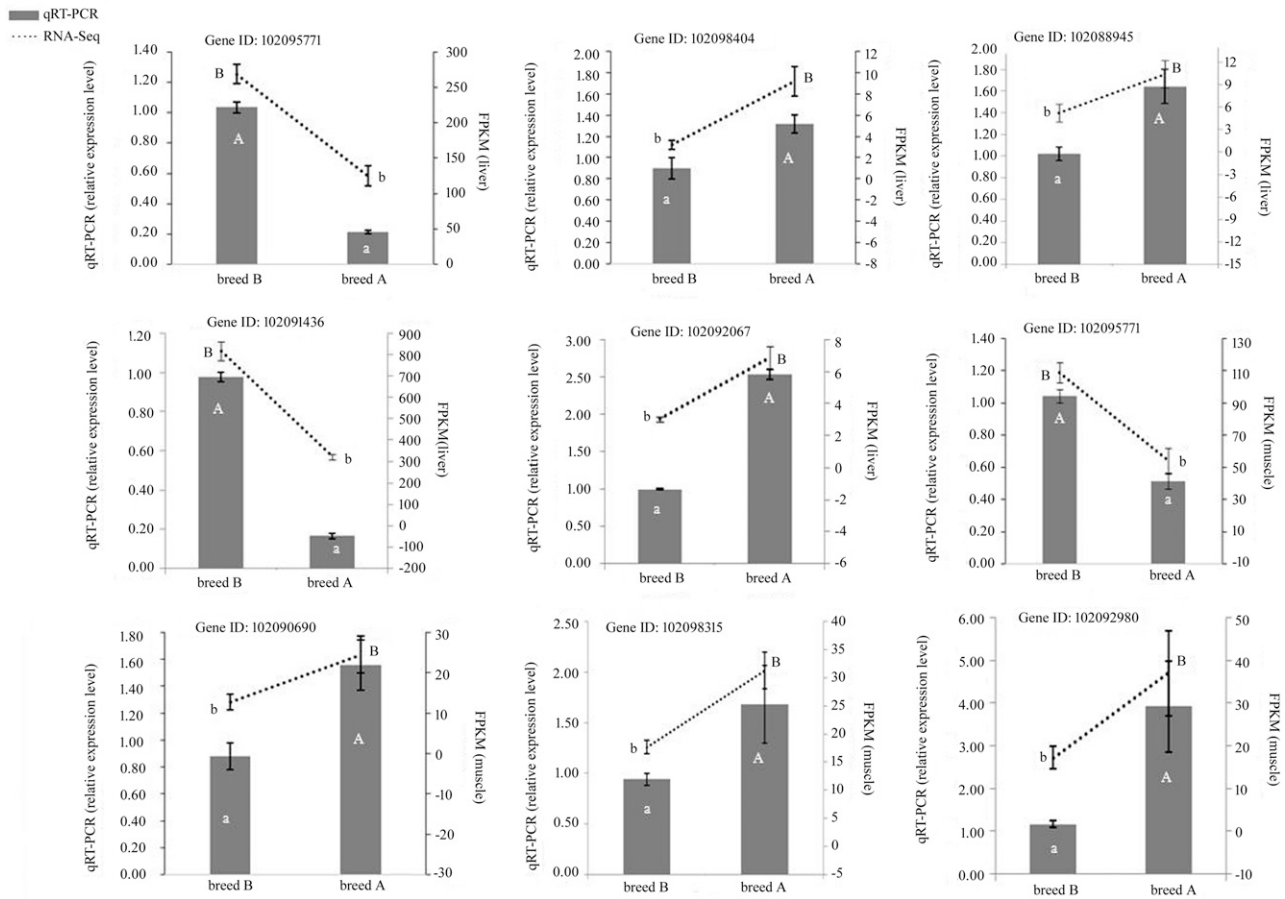 qRT-PCR
RNA-Seq
Gene ID: 102095771
qRT-PCR (relative expression level)
1.40
1.20
1.00
0.80
0.60
0.40
0.20
0.00
B
A
b
a
breed B
breed A
300
250
200
150
100
50
0
FPKM (liver)
Gene ID: 102098404
qRT-PCR (relative expression level)
2.00
1.80
1.60
1.40
1.20
1.00
0.80
0.60
0.40
0.20
0.00
b
a
B
A
breed B
breed A
12
10
8
6
4
2
0
-2
-4
-6
-8
FPKM (liver)
Gene ID: 102088945
qRT-PCR (relative expression level)
2.00
1.80
1.60
1.40
1.20
1.00
0.80
0.60
0.40
0.20
0.00
b
a
B
A
breed B
breed A
12
9
6
3
0
-3
-6
-9
-12
-15
FPKM (liver)
Gene ID: 102091436
qRT-PCR (relative expression level)
1.20
1.00
0.80
0.60
0.40
0.20
0.00
B
A
b
a
breed B
breed A
900
800
700
600
500
400
300
200
100
0
-100
-200
FPKM(liver)
Gene ID: 102092067
qRT-PCR (relative expression level)
3.00
2.50
2.00
1.50
1.00
0.50
0.00
b
a
B
A
breed B
breed A
8
6
4
2
0
-2
-4
-6
FPKM (liver)
Gene ID: 102095771
qRT-PCR (relative expression level)
1.40
1.20
1.00
0.80
0.60
0.40
0.20
0.00
B
A
b
a
breed B
breed A
130
110
90
70
50
30
10
-10
FPKM (muscle)
Gene ID: 102090690
qRT-PCR (relative expression level)
1.80
1.60
1.40
1.20
1.00
0.80
0.60
0.40
0.20
0.00
b
a
B
A
breed B
breed A
30
20
10
0
-10
-20
-30
FPKM (muscle)
Gene ID: 102098315
qRT-PCR (relative expression level)
2.50
2.00
1.50
1.00
0.50
0.00
b
a
B
A
breed B
breed A
40
35
30
25
20
15
10
5
0
-5
FPKM (muscle)
Gene ID: 102092980
qRT-PCR (relative expression level)
6.00
5.00
4.00
3.00
2.00
1.00
0.00
b
a
B
A
breed B
breed A
50
40
30
20
10
0
-10
FPKM (muscle)